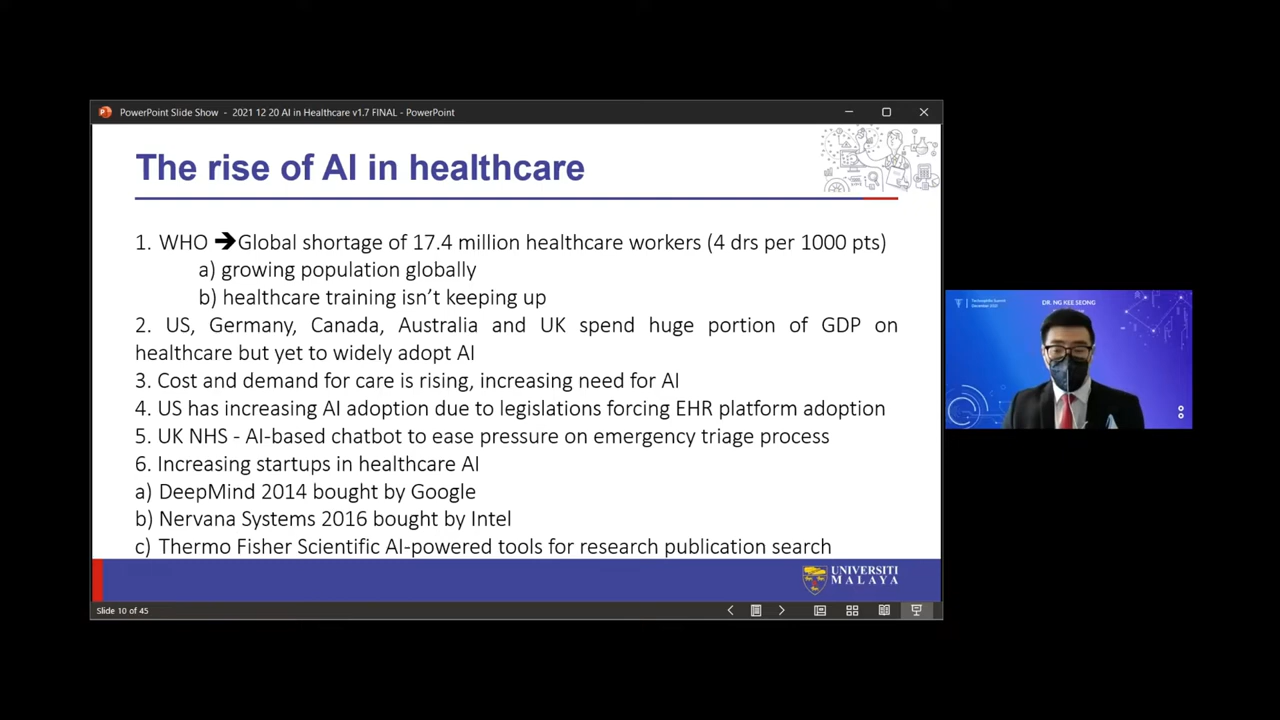 PowerPoint Slide Show - 2021 12 20 AI in Healthcare v1.7 FINAL - PowerPoint
The rise of AI in healthcare
1. WHO ➔Global shortage of 17.4 million healthcare workers (4 drs per 1000 pts)
a) growing population globally
b) healthcare training isn’t keeping up
2. US, Germany, Canada, Australia and UK spend huge portion of GDP on
healthcare but yet to widely adopt AI
3. Cost and demand for care is rising, increasing need for AI
4. US has increasing AI adoption due to legislations forcing EHR platform adoption
5. UK NHS - AI-based chatbot to ease pressure on emergency triage process
6. Increasing startups in healthcare AI
a) DeepMind 2014 bought by Google
b) Nervana Systems 2016 bought by Intel
c) Thermo Fisher Scientific AI-powered tools for research publication search
UNIVERSITI
MALAYA
Slide 10 of 45
DR. NG KEE SEONG